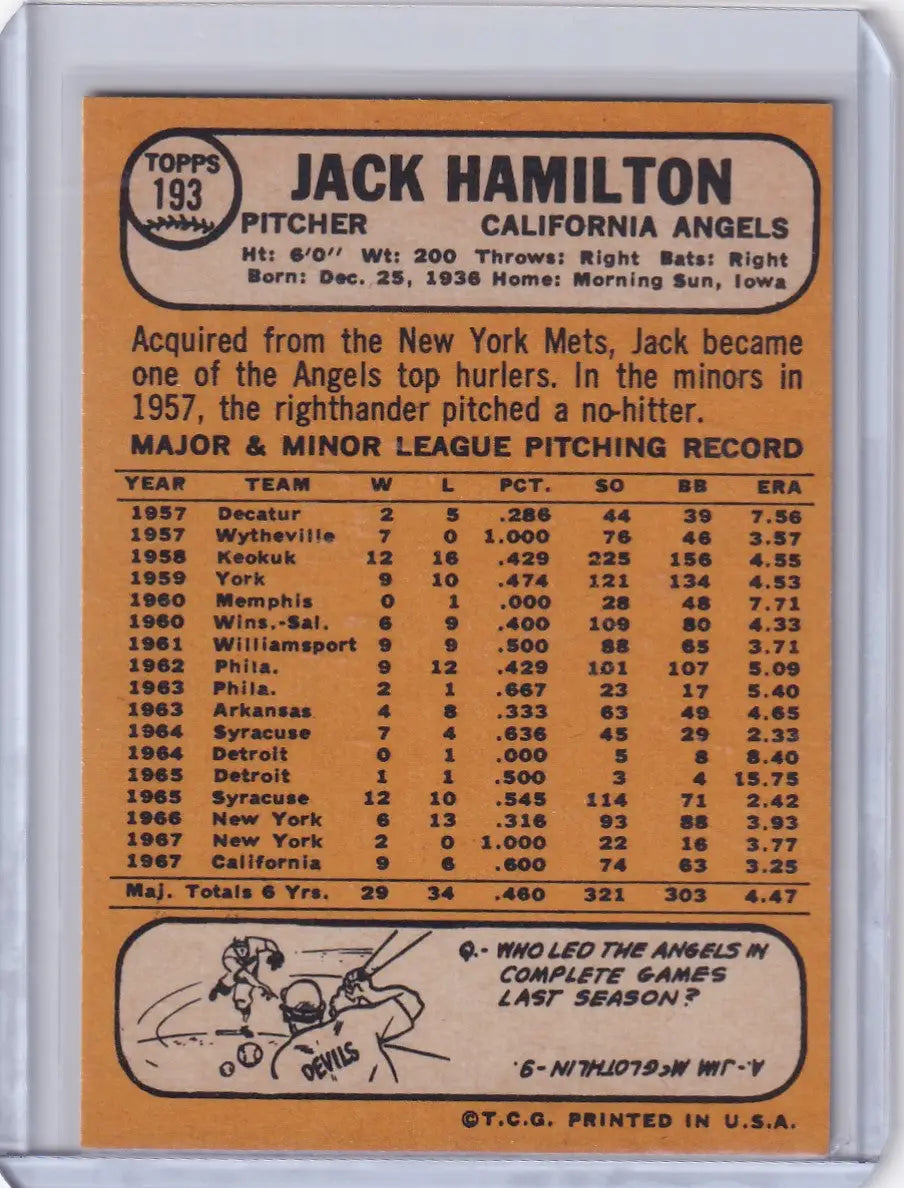 TOPPS
193
JACK HAMILTON
PITCHER CALIFORNIA ANGELS
Ht: 6'0" Wt: 200 Throws: Right Bats: Right
Born: Dec. 25, 1936 Home: Morning Sun, Iowa
Acquired from the New York Mets, Jack became
one of the Angels top hurlers. In the minors in
1957, the righthander pitched a no-hitter.
MAJOR & MINOR LEAGUE PITCHING RECORD
YEAR TEAM W L PCT. SO BB ERA
1957 Decatur 2 5 .286 44 39 7.56
1957 Wytheville 7 0 1.000 76 46 3.57
1958 Keokuk 12 16 .429 225 156 4.55
1959 York 9 10 .474 121 134 4.53
1960 Memphis 0 1 .000 28 48 7.71
1960 Wins.-Sal. 6 9 .400 109 80 4.33
1961 Williamsport 9 9 .500 88 65 3.71
1962 Phila. 9 12 .429 101 107 5.09
1963 Phila. 2 1 .667 23 17 5.40
1963 Arkansas 4 8 .333 63 49 4.65
1964 Syracuse 7 4 .636 45 29 2.33
1964 Detroit 0 1 .000 5 8 8.40
1965 Detroit 1 1 .500 3 4 15.75
1965 Syracuse 12 10 .545 114 71 2.42
1966 New York 6 13 .316 93 88 3.93
1967 New York 2 0 1.000 22 16 3.77
1967 California 9 6 .600 74 63 3.25
Maj. Totals 6 Yrs. 29 34 .460 321 303 4.47
Q.- WHO LED THE ANGELS IN
COMPLETE GAMES
LAST SEASON?
DEVILS
A.- JIM McGLOTHLIN -9.
©T.C.G. PRINTED IN U.S.A.